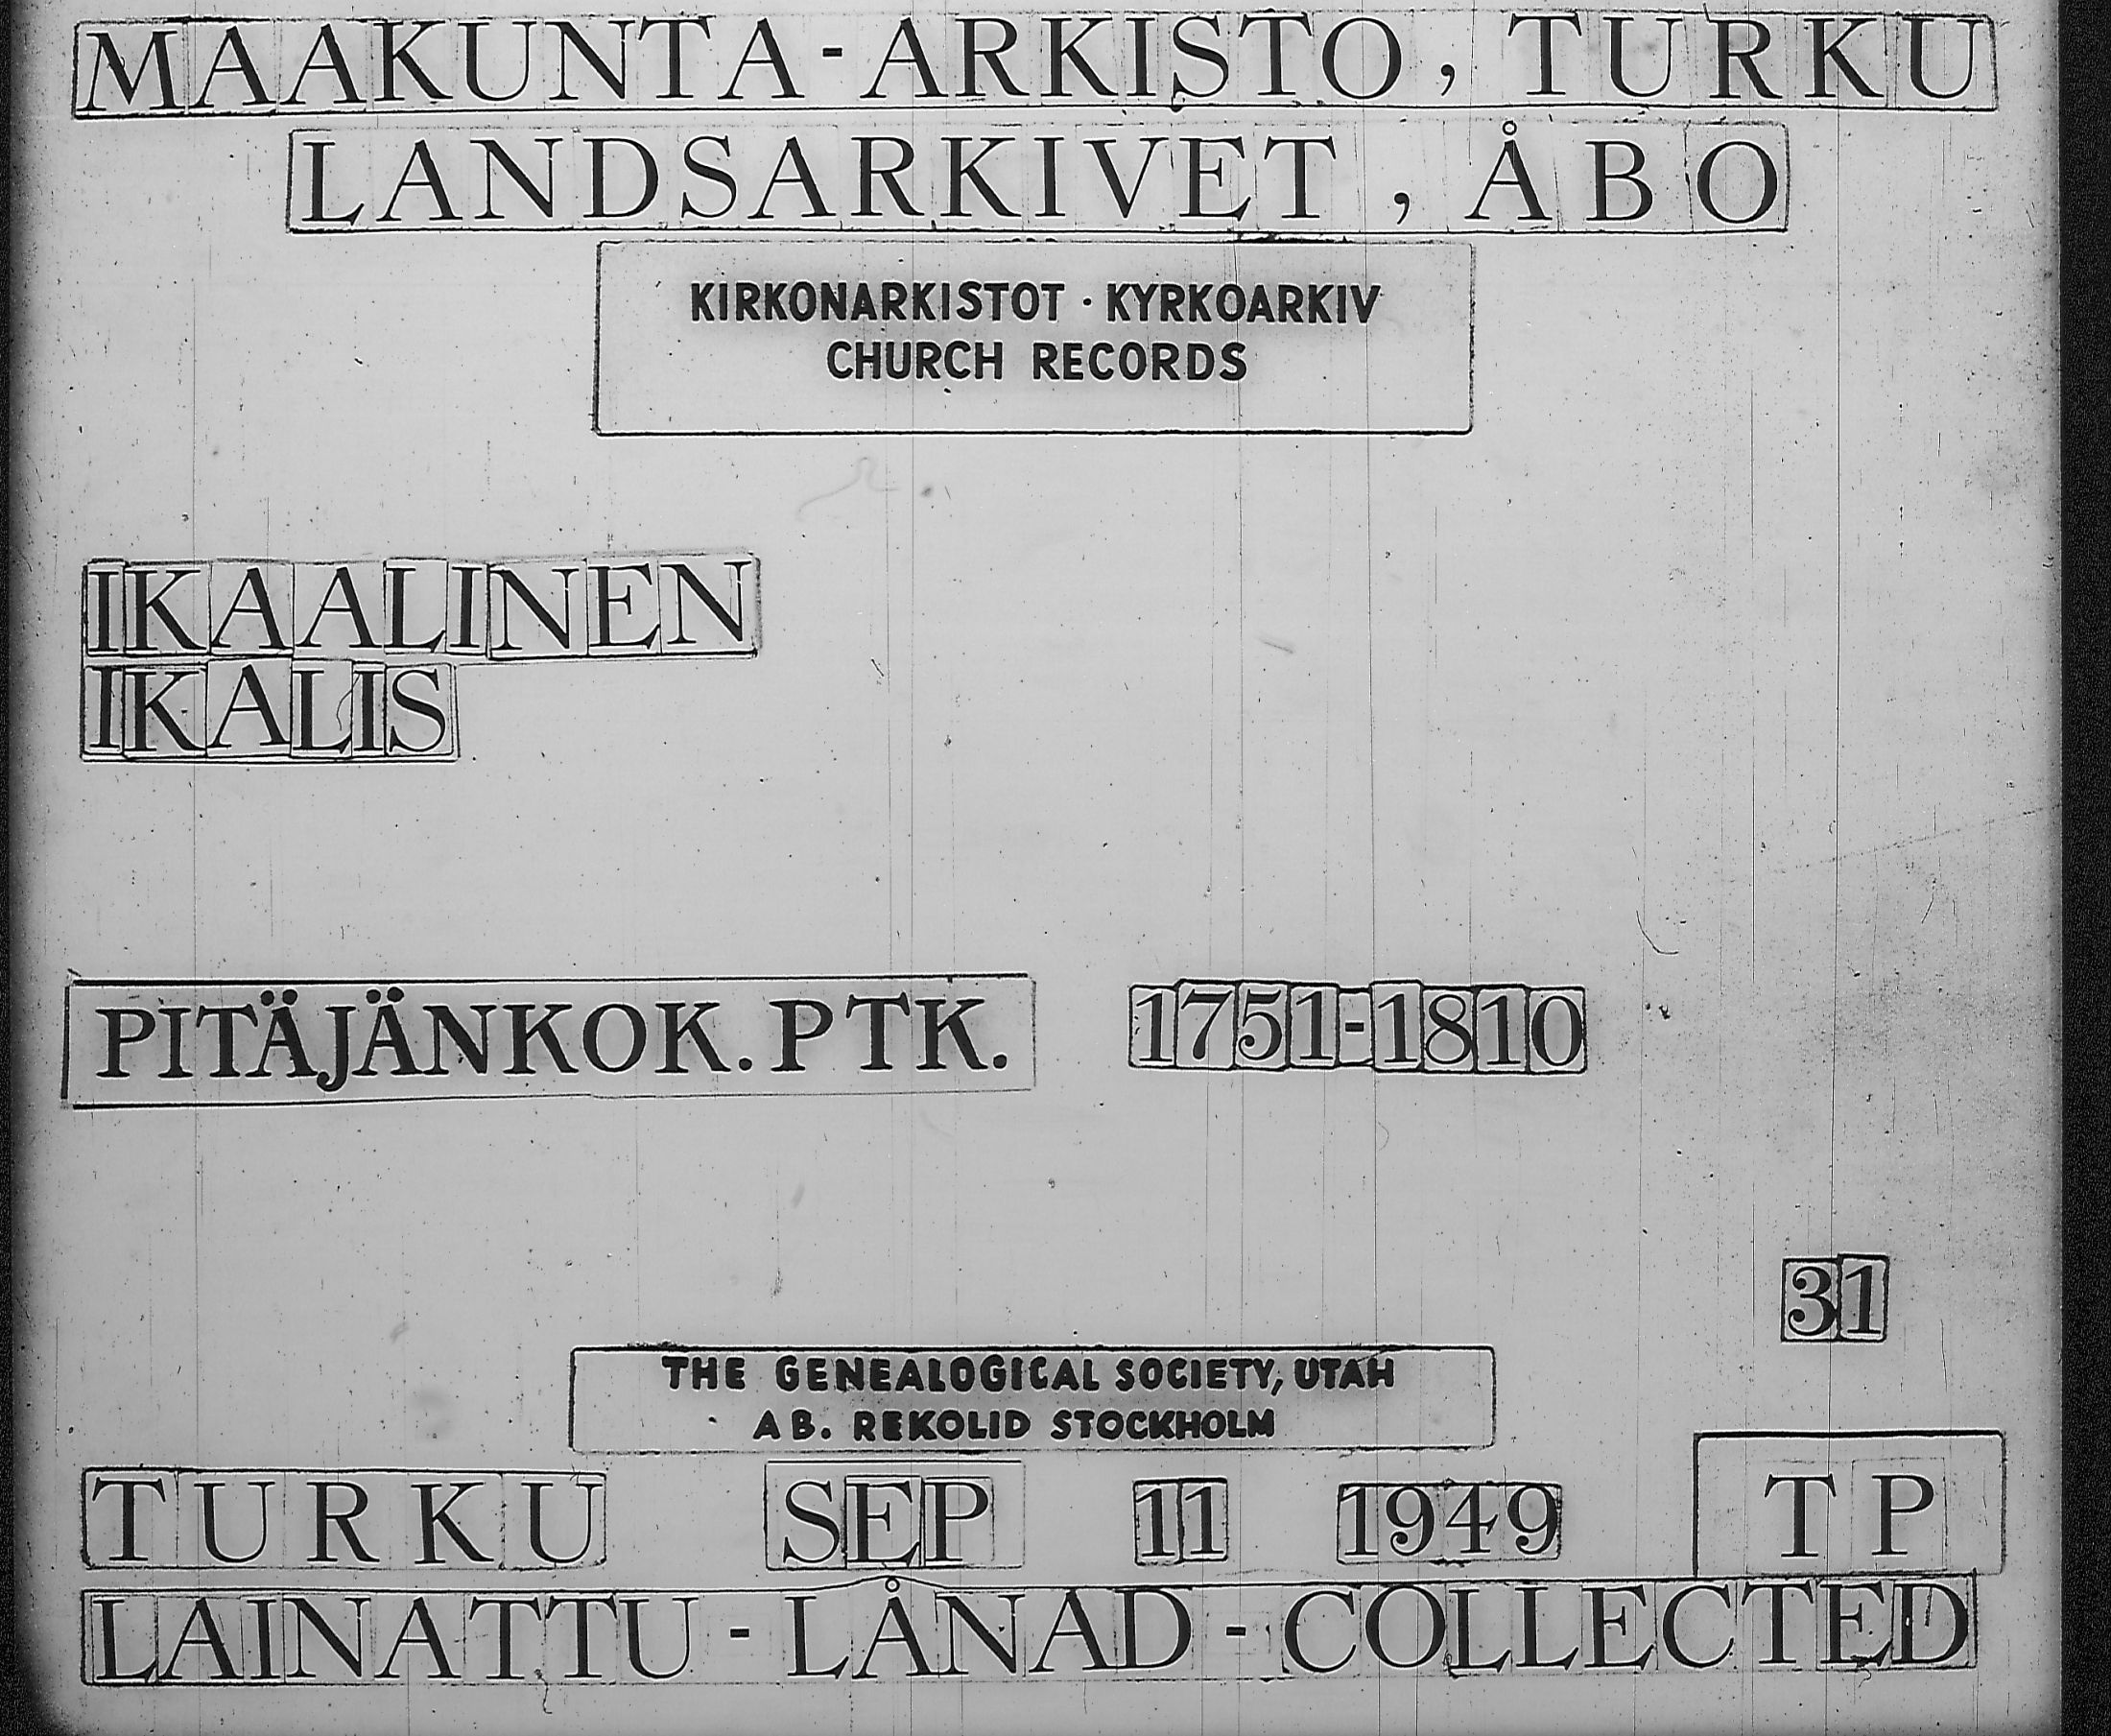 MAAKUNTA-ARKISTO, TURKU
LANDSARKIVET, ÅBO
KIRKONARKISTOT · KYRKOARKIV
CHURCH RECORDS
IKAALINEN
IKALIS
PITÄJÄNKOK. PTK. 1751-1810
31
THE GENEALOGICAL SOCIETY, UTAH
AB. REKOLID STOCKHOLM
TURKU SEP 11 1949 TP
LAINATTU - LÅNAD - COLLECTED